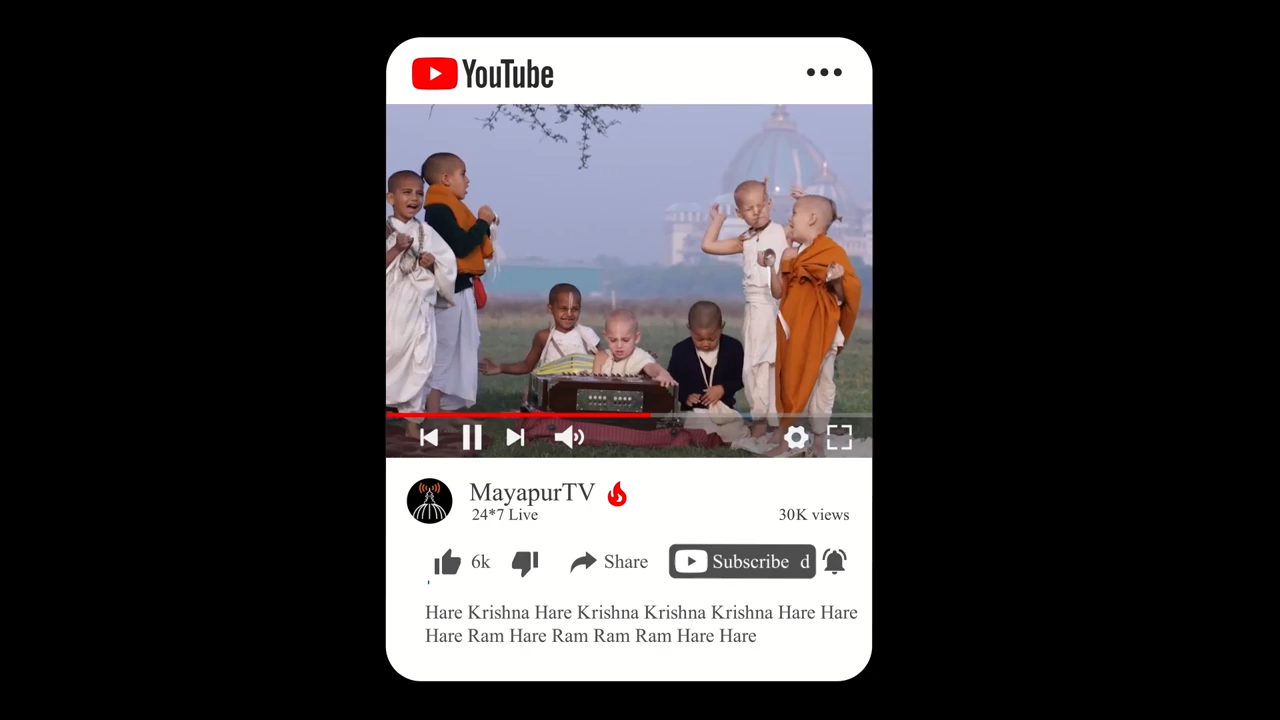 YouTube
MayapurTV
24*7 Live
30K views
6k
Share
Subscribe d
Hare Krishna Hare Krishna Krishna Krishna Hare Hare
Hare Ram Hare Ram Ram Ram Hare Hare